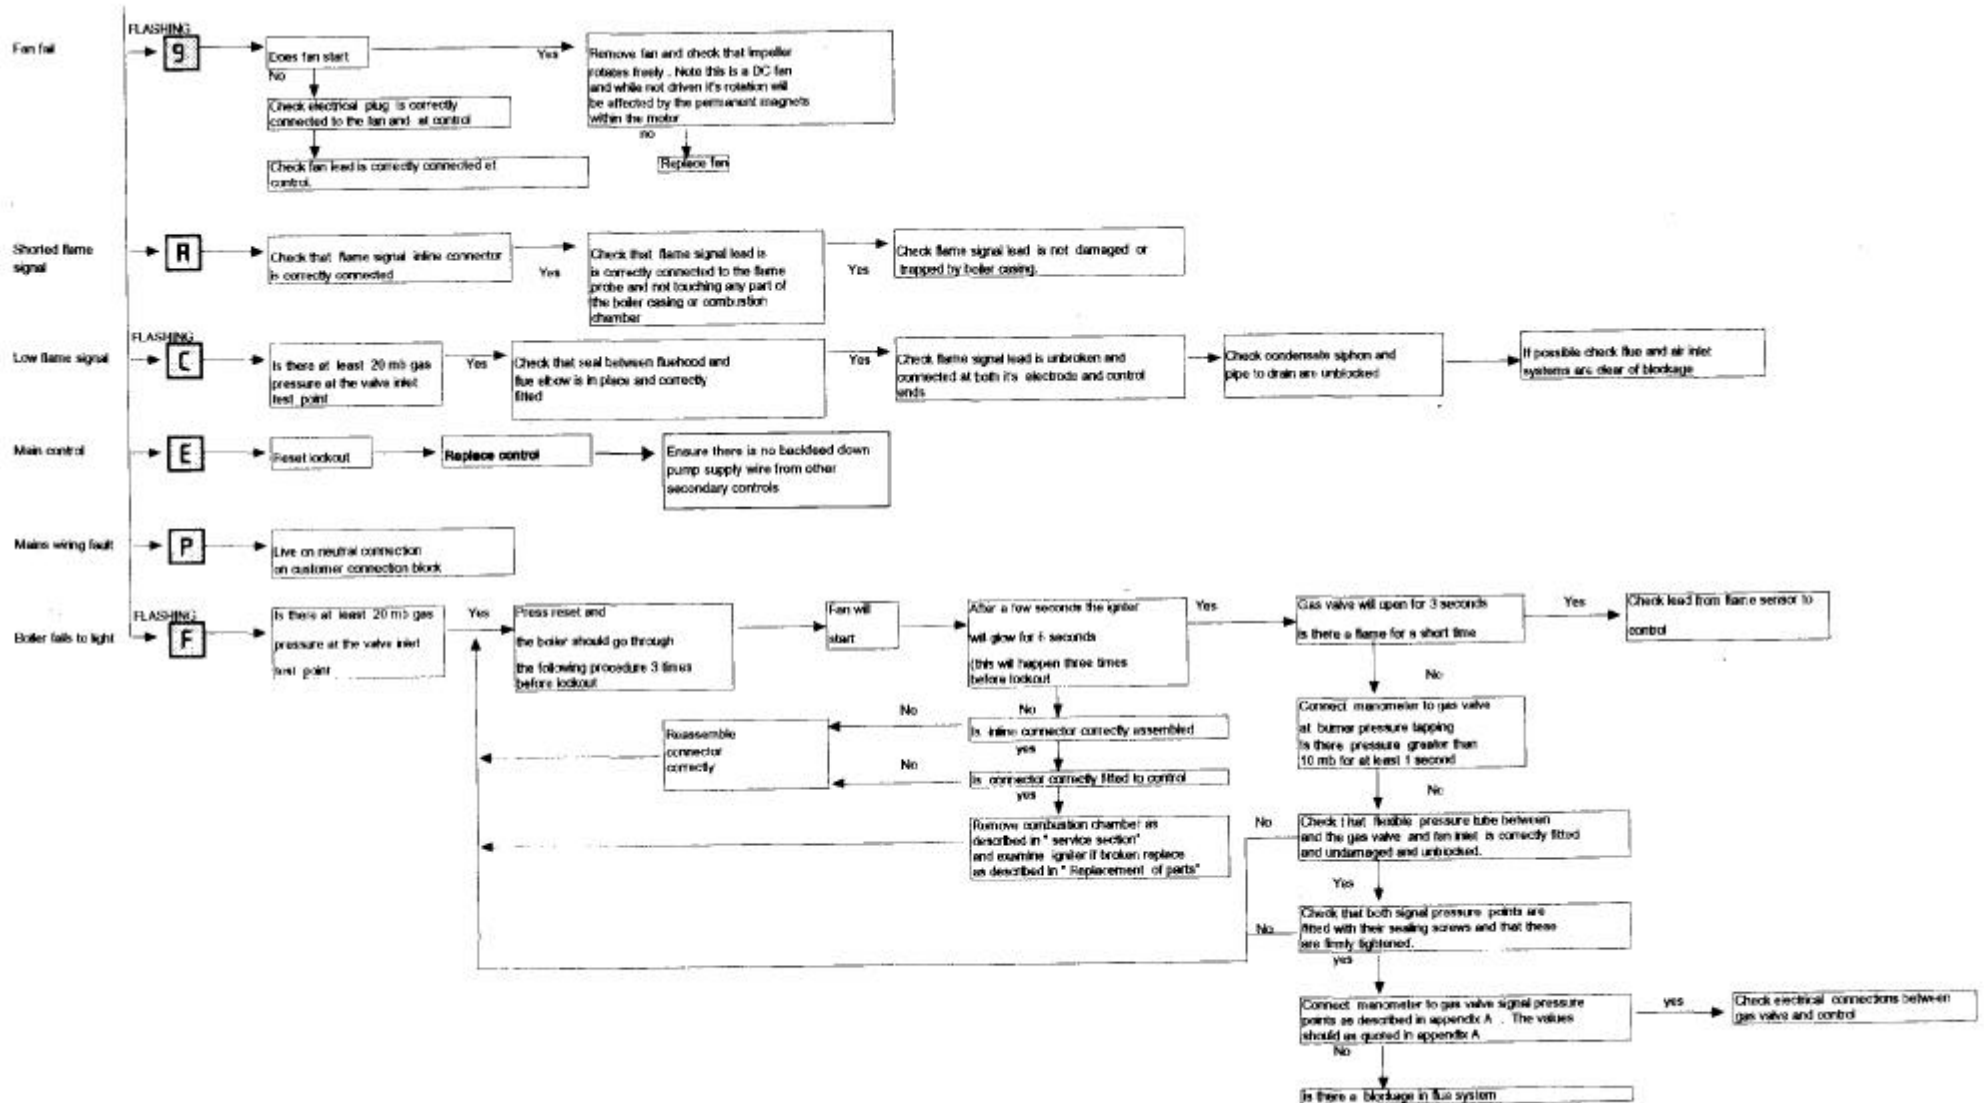 FLASHING
Fan fail
9
Does fan start
Yes
No
Remove fan and check that impeller
rotates freely . Note this is a DC fan
and while not driven it's rotation will
be affected by the permanent magnets
within the motor
no
Replace fan
Check electrical plug is correctly
connected to the fan and at control
Check fan lead is correctly connected at
control.
Shorted flame
signal
A
Check that flame signal inline connector
is correctly connected
Yes
Check that flame signal lead is
is correctly connected to the flame
probe and not touching any part of
the boiler casing or combustion
chamber
Yes
Check flame signal lead is not damaged or
trapped by boiler casing.
FLASHING
Low flame signal
C
Is there at least 20 mb gas
pressure at the valve inlet
test point
Yes
Check that seal between fluehood and
flue elbow is in place and correctly
fitted
Yes
Check flame signal lead is unbroken and
connected at both it's electrode and control
ends
Check condensate siphon and
pipe to drain are unblocked
If possible check flue and air inlet
systems are clear of blockage
Main control
E
Reset lockout
Replace control
Ensure there is no backfeed down
pump supply wire from other
secondary controls
Mains wiring fault
P
Live on neutral connection
on customer connection block
FLASHING
Boiler fails to light
F
Is there at least 20 mb gas
pressure at the valve inlet
test point
Yes
Press reset and
the boiler should go through
the following procedure 3 times
before lockout
Fan will
start
After a few seconds the igniter
will glow for 6 seconds
(this will happen three times
before lockout
Yes
Gas valve will open for 3 seconds
is there a flame for a short time
Yes
Check lead from flame sensor to
control
No
No
No
Is inline connector correctly assembled
yes
Reassemble
connector
correctly
No
Is connector correctly fitted to control
yes
Remove combustion chamber as
described in " service section"
and examine igniter if broken replace
as described in " Replacement of parts"
Connect manometer to gas valve
at burner pressure tapping
Is there pressure greater than
10 mb for at least 1 second
No
No
Check that flexible pressure tube between
and the gas valve and fan inlet is correctly fitted
and undamaged and unblocked.
Yes
No
Check that both signal pressure points are
fitted with their sealing screws and that these
are firmly tightened.
yes
Connect manometer to gas valve signal pressure
points as described in appendix A . The values
should as quoted in appendix A
yes
Check electrical connections between
gas valve and control
No
is there a blockage in flue system